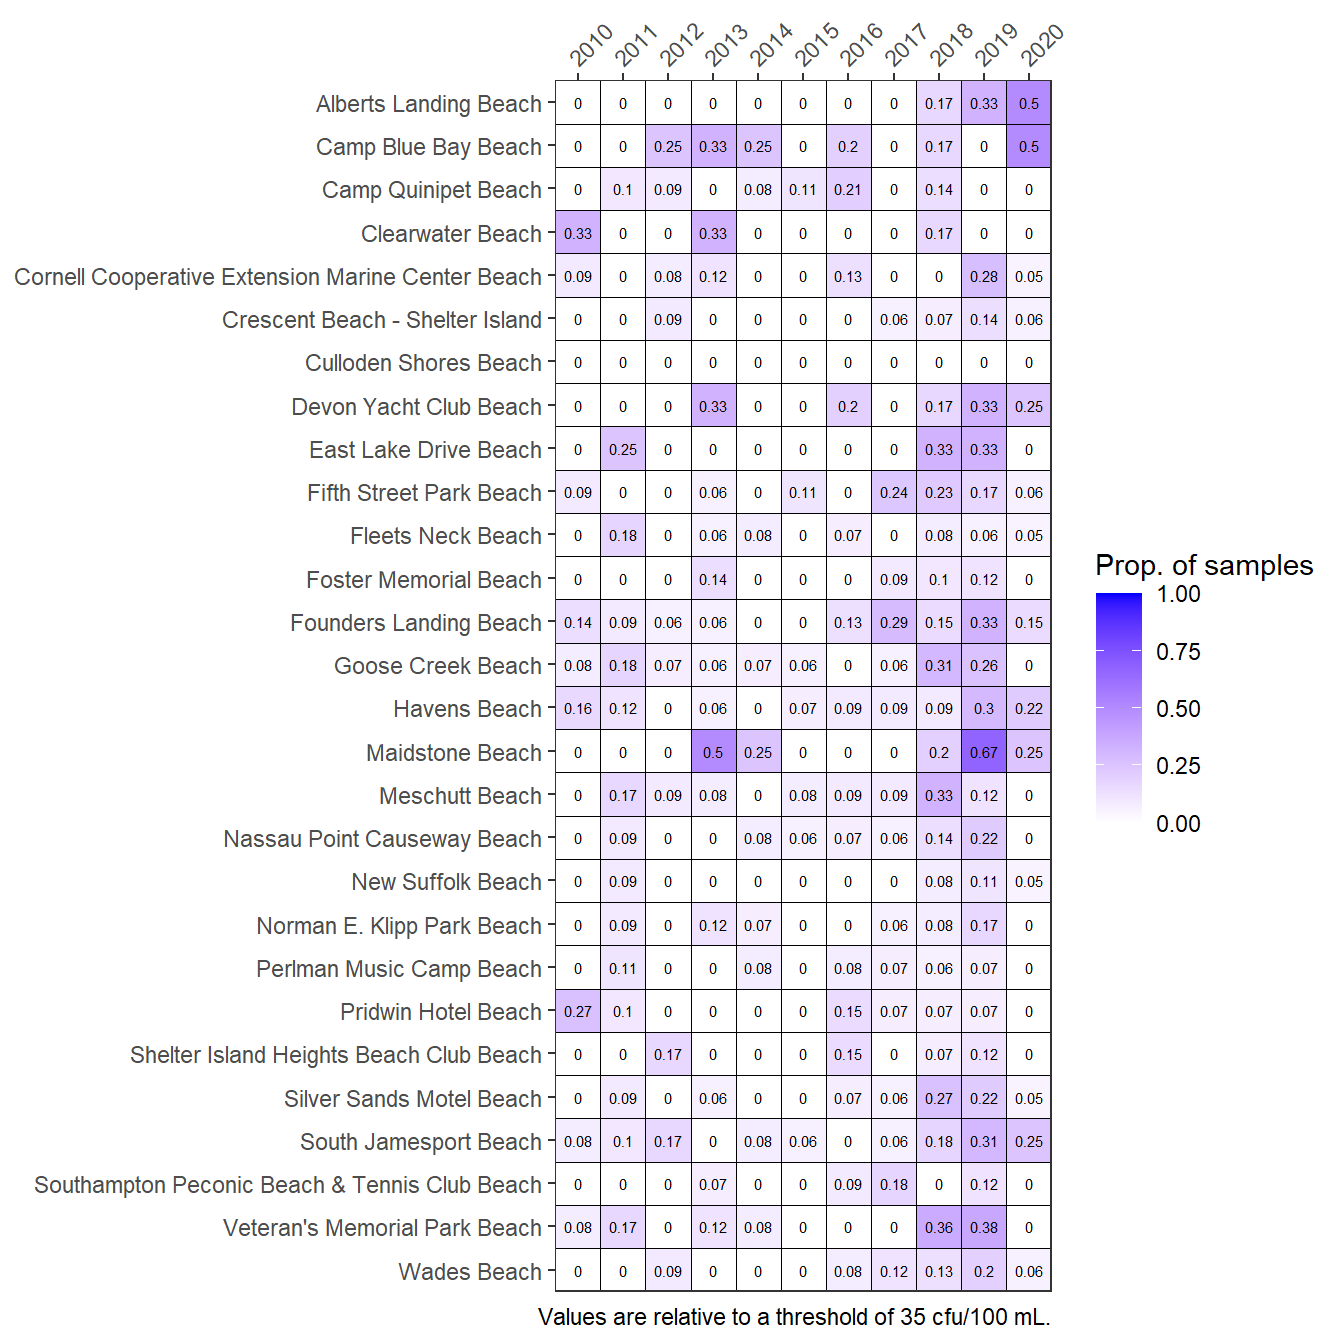 2010 2011 2012 2013 2014 2015 2016 2017 2018 2019 2020
Alberts Landing Beach 0 0 0 0 0 0 0 0 0.17 0.33 0.5
Camp Blue Bay Beach 0 0 0.25 0.33 0.25 0 0.2 0 0.17 0 0.5
Camp Quinipet Beach 0 0.1 0.09 0 0.08 0.11 0.21 0 0.14 0 0
Clearwater Beach 0.33 0 0 0.33 0 0 0 0 0.17 0 0
Cornell Cooperative Extension Marine Center Beach 0.09 0 0.08 0.12 0 0 0.13 0 0 0.28 0.05
Crescent Beach - Shelter Island 0 0 0.09 0 0 0 0 0.06 0.07 0.14 0.06
Culloden Shores Beach 0 0 0 0 0 0 0 0 0 0 0
Devon Yacht Club Beach 0 0 0 0.33 0 0 0.2 0 0.17 0.33 0.25
East Lake Drive Beach 0 0.25 0 0 0 0 0 0 0.33 0.33 0
Fifth Street Park Beach 0.09 0 0 0.06 0 0.11 0 0.24 0.23 0.17 0.06
Fleets Neck Beach 0 0.18 0 0.06 0.08 0 0.07 0 0.08 0.06 0.05
Foster Memorial Beach 0 0 0 0.14 0 0 0 0.09 0.1 0.12 0
Founders Landing Beach 0.14 0.09 0.06 0.06 0 0 0.13 0.29 0.15 0.33 0.15
Goose Creek Beach 0.08 0.18 0.07 0.06 0.07 0.06 0 0.06 0.31 0.26 0
Havens Beach 0.16 0.12 0 0.06 0 0.07 0.09 0.09 0.09 0.3 0.22
Maidstone Beach 0 0 0 0.5 0.25 0 0 0 0.2 0.67 0.25
Meschutt Beach 0 0.17 0.09 0.08 0 0.08 0.09 0.09 0.33 0.12 0
Nassau Point Causeway Beach 0 0.09 0 0 0.08 0.06 0.07 0.06 0.14 0.22 0
New Suffolk Beach 0 0.09 0 0 0 0 0 0 0.08 0.11 0.05
Norman E. Klipp Park Beach 0 0.09 0 0.12 0.07 0 0 0.06 0.08 0.17 0
Perlman Music Camp Beach 0 0.11 0 0 0.08 0 0.08 0.07 0.06 0.07 0
Pridwin Hotel Beach 0.27 0.1 0 0 0 0 0.15 0.07 0.07 0.07 0
Shelter Island Heights Beach Club Beach 0 0 0.17 0 0 0 0.15 0 0.07 0.12 0
Silver Sands Motel Beach 0 0.09 0 0.06 0 0 0.07 0.06 0.27 0.22 0.05
South Jamesport Beach 0.08 0.1 0.17 0 0.08 0.06 0 0.06 0.18 0.31 0.25
Southampton Peconic Beach & Tennis Club Beach 0 0 0 0.07 0 0 0.09 0.18 0 0.12 0
Veteran's Memorial Park Beach 0.08 0.17 0 0.12 0.08 0 0 0 0.36 0.38 0
Wades Beach 0 0 0.09 0 0 0 0.08 0.12 0.13 0.2 0.06
Values are relative to a threshold of 35 cfu/100 mL.
Prop. of samples
1.00
0.75
0.50
0.25
0.00